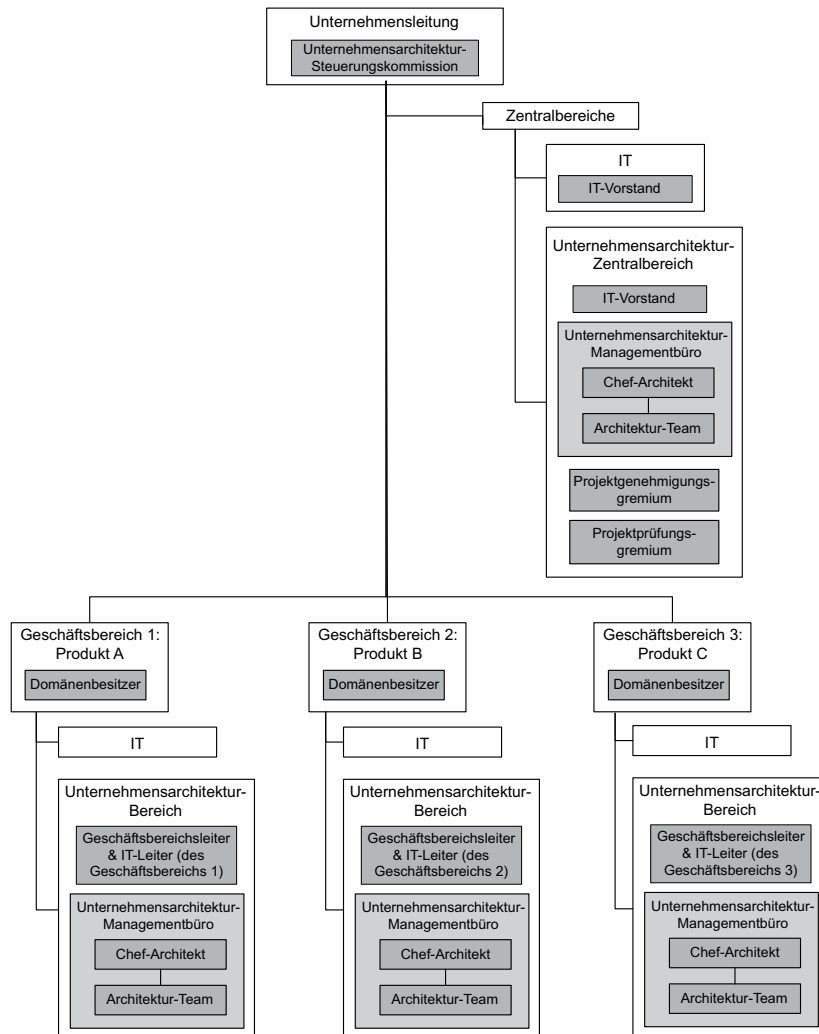 Unternehmensleitung
Unternehmensarchitektur-
Steuerungskommission
Zentralbereiche
IT
IT-Vorstand
Unternehmensarchitektur-
Zentralbereich
IT-Vorstand
Unternehmensarchitektur-
Managementbüro
Chef-Architekt
Architektur-Team
Projektgenehmigungs-
gremium
Projektprüfungs-
gremium
Geschäftsbereich 1:
Produkt A
Domänenbesitzer
IT
Unternehmensarchitektur-
Bereich
Geschäftsbereichsleiter
& IT-Leiter (des
Geschäftsbereichs 1)
Unternehmensarchitektur-
Managementbüro
Chef-Architekt
Architektur-Team
Geschäftsbereich 2:
Produkt B
Domänenbesitzer
IT
Unternehmensarchitektur-
Bereich
Geschäftsbereichsleiter
& IT-Leiter (des
Geschäftsbereichs 2)
Unternehmensarchitektur-
Managementbüro
Chef-Architekt
Architektur-Team
Geschäftsbereich 3:
Produkt C
Domänenbesitzer
IT
Unternehmensarchitektur-
Bereich
Geschäftsbereichsleiter
& IT-Leiter (des
Geschäftsbereichs 3)
Unternehmensarchitektur-
Managementbüro
Chef-Architekt
Architektur-Team